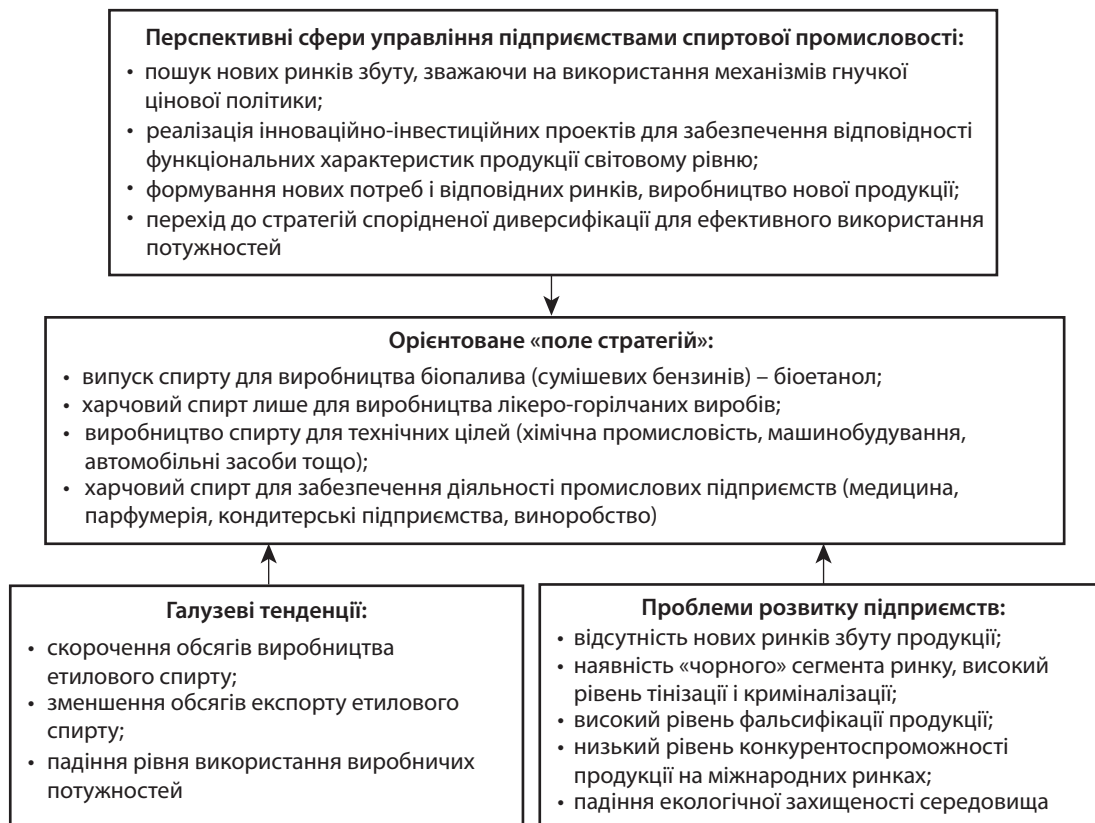 Перспективні сфери управління підприємствами спиртової промисловості:
• пошук нових ринків збуту, зважаючи на використання механізмів гнучкої
цінової політики;
• реалізація інноваційно-інвестиційних проектів для забезпечення відповідності
функціональних характеристик продукції світовому рівню;
• формування нових потреб і відповідних ринків, виробництво нової продукції;
• перехід до стратегій спорідненої диверсифікації для ефективного використання
потужностей
Орієнтоване «поле стратегій»:
• випуск спирту для виробництва біопалива (сумішевих бензинів) – біоетанол;
• харчовий спирт лише для виробництва лікеро-горілчаних виробів;
• виробництво спирту для технічних цілей (хімічна промисловість, машинобудування,
автомобільні засоби тощо);
• харчовий спирт для забезпечення діяльності промислових підприємств (медицина,
парфумерія, кондитерські підприємства, виноробство)
Галузеві тенденції:
• скорочення обсягів виробництва
етилового спирту;
• зменшення обсягів експорту етилового
спирту;
• падіння рівня використання виробничих
потужностей
Проблеми розвитку підприємств:
• відсутність нових ринків збуту продукції;
• наявність «чорного» сегмента ринку, високий
рівень тінізації і криміналізації;
• високий рівень фальсифікації продукції;
• низький рівень конкурентоспроможності
продукції на міжнародних ринках;
• падіння екологічної захищеності середовища